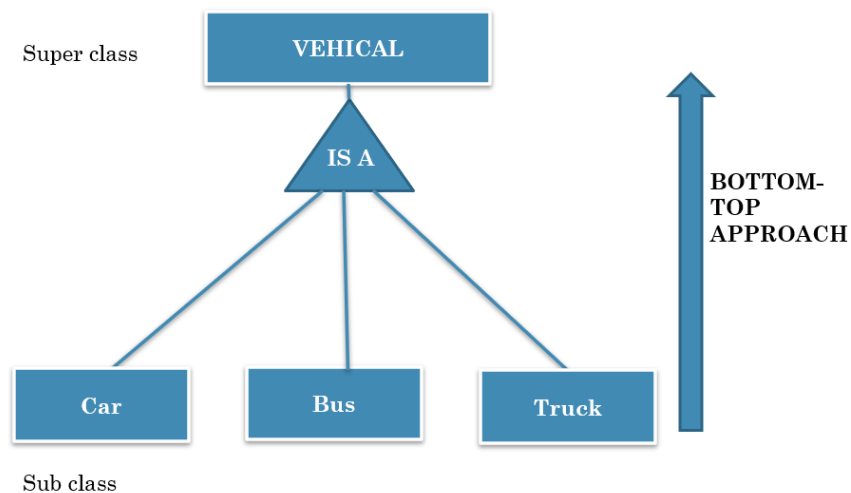 Super class
VEHICAL
IS A
BOTTOM-
TOP
APPROACH
Car
Bus
Truck
Sub class